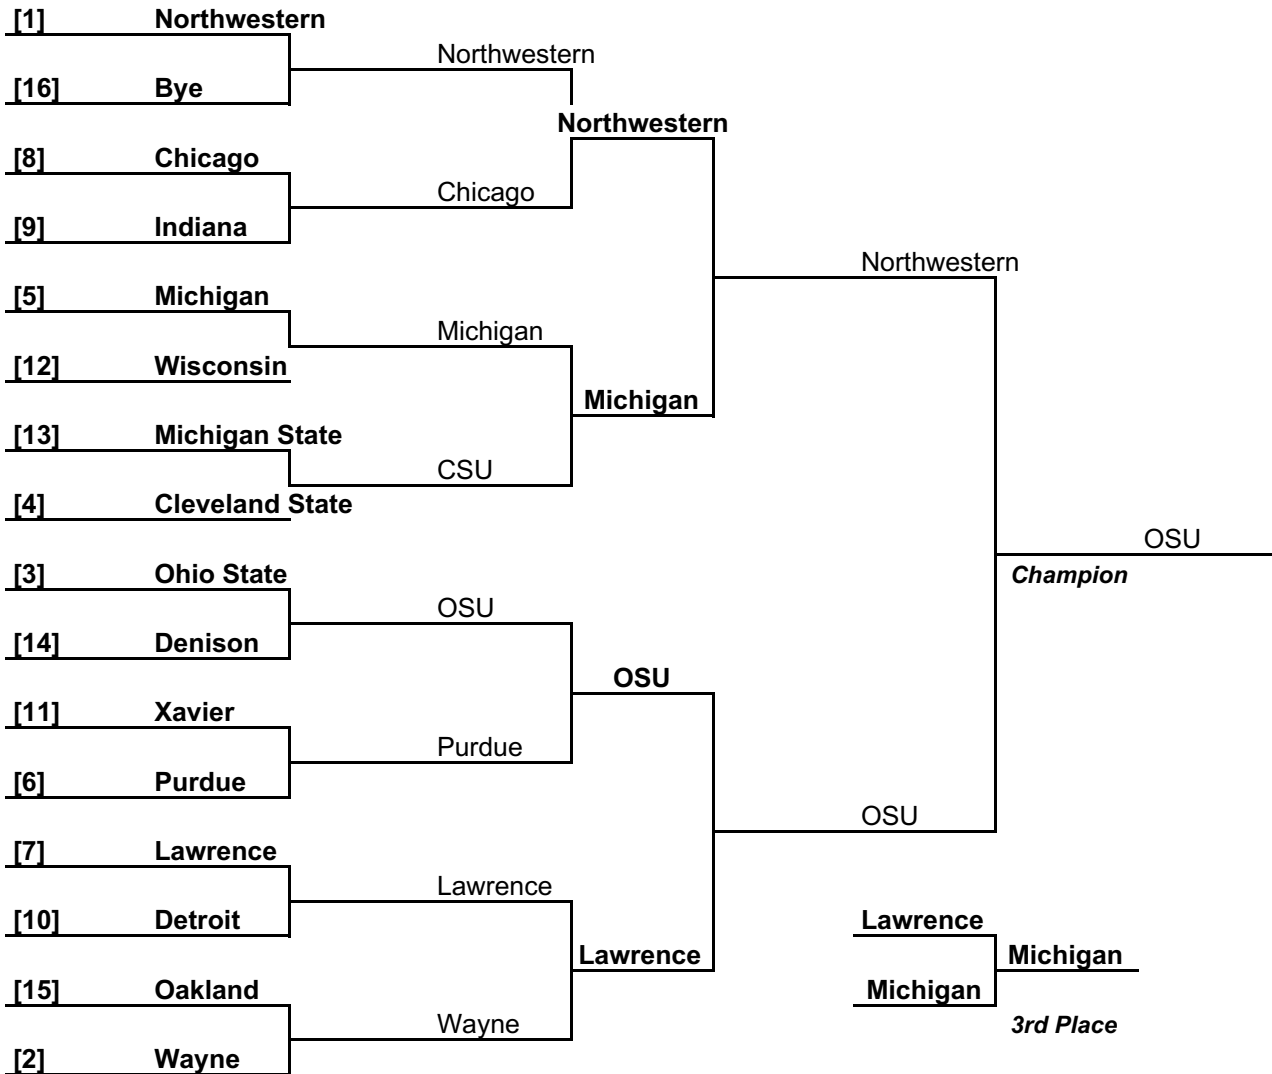 [1] Northwestern
Northwestern
[16] Bye
Northwestern
[8] Chicago
Chicago
[9] Indiana
Northwestern
[5] Michigan
Michigan
[12] Wisconsin
Michigan
[13] Michigan State
CSU
[4] Cleveland State
OSU
[3] Ohio State
Champion
OSU
[14] Denison
OSU
[11] Xavier
Purdue
[6] Purdue
OSU
[7] Lawrence
Lawrence
[10] Detroit
Lawrence
Lawrence
Michigan
[15] Oakland
Michigan
Wayne
3rd Place
[2] Wayne